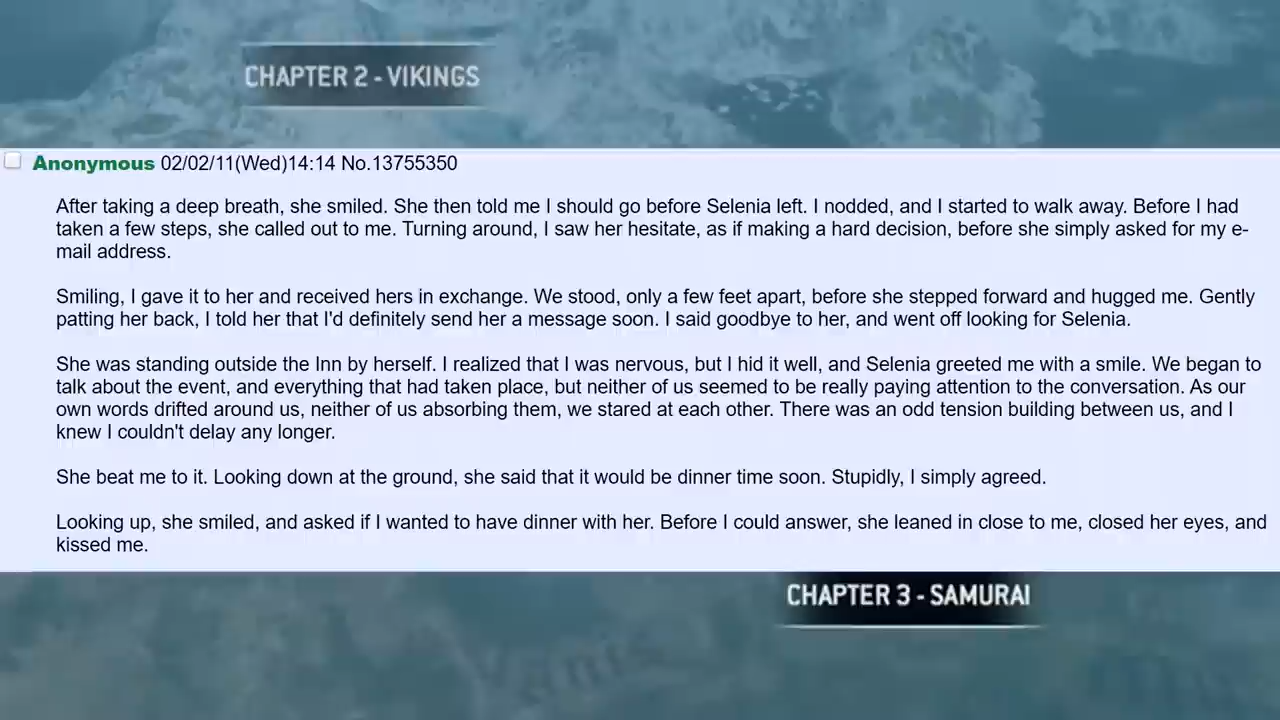 CHAPTER 2 - VIKINGS
Anonymous 02/02/11(Wed)14:14 No.13755350
After taking a deep breath, she smiled. She then told me I should go before Selenia left. I nodded, and I started to walk away. Before I had
taken a few steps, she called out to me. Turning around, I saw her hesitate, as if making a hard decision, before she simply asked for my e-
mail address.
Smiling, I gave it to her and received hers in exchange. We stood, only a few feet apart, before she stepped forward and hugged me. Gently
patting her back, I told her that I'd definitely send her a message soon. I said goodbye to her, and went off looking for Selenia.
She was standing outside the Inn by herself. I realized that I was nervous, but I hid it well, and Selenia greeted me with a smile. We began to
talk about the event, and everything that had taken place, but neither of us seemed to be really paying attention to the conversation. As our
own words drifted around us, neither of us absorbing them, we stared at each other. There was an odd tension building between us, and I
knew I couldn't delay any longer.
She beat me to it. Looking down at the ground, she said that it would be dinner time soon. Stupidly, I simply agreed.
Looking up, she smiled, and asked if I wanted to have dinner with her. Before I could answer, she leaned in close to me, closed her eyes, and
kissed me.
CHAPTER 3 - SAMURAI